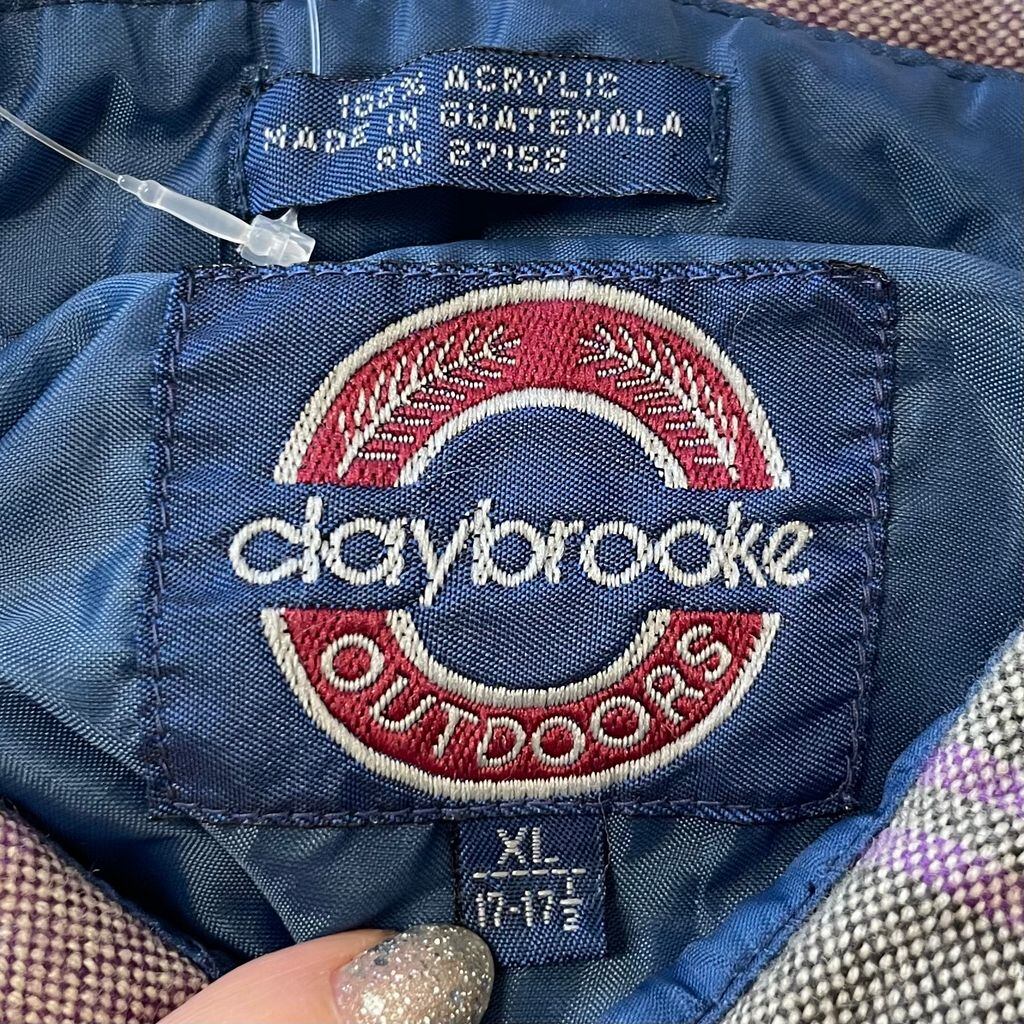 100% ACRYLIC
MADE IN GUATEMALA
RN 27158
claybrooke
OUTDOORS
XL
17-17½